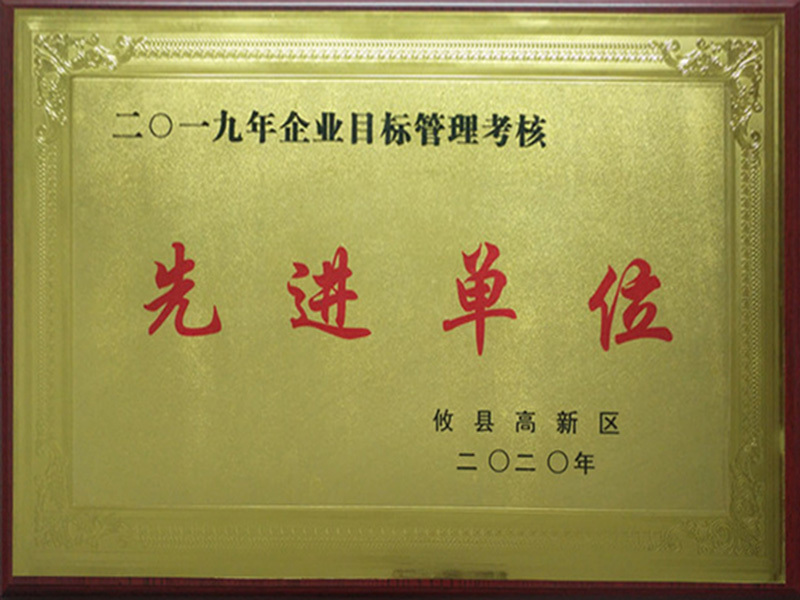 二〇一九年企业目标管理考核
先进单位
攸县高新区
二〇二〇年